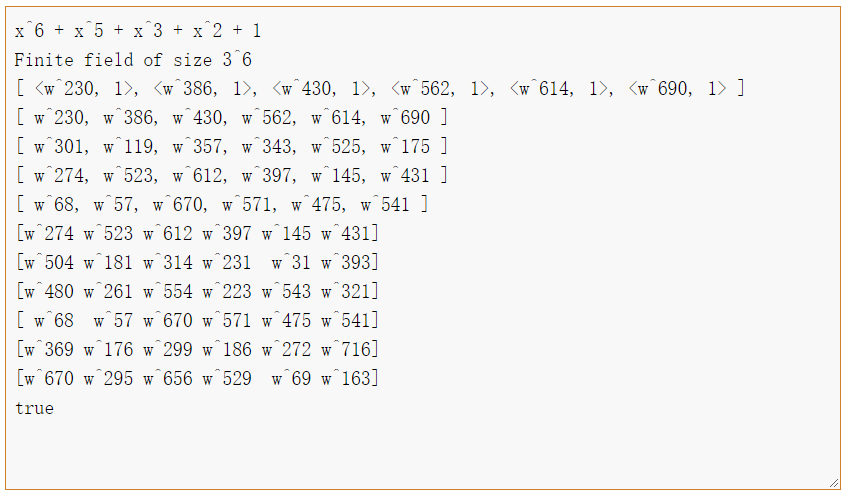 x^6 + x^5 + x^3 + x^2 + 1
Finite field of size 3^6
[ <w^230, 1>, <w^386, 1>, <w^430, 1>, <w^562, 1>, <w^614, 1>, <w^690, 1> ]
[ w^230, w^386, w^430, w^562, w^614, w^690 ]
[ w^301, w^119, w^357, w^343, w^525, w^175 ]
[ w^274, w^523, w^612, w^397, w^145, w^431 ]
[ w^68, w^57, w^670, w^571, w^475, w^541 ]
[w^274 w^523 w^612 w^397 w^145 w^431]
[w^504 w^181 w^314 w^231  w^31 w^393]
[w^480 w^261 w^554 w^223 w^543 w^321]
[ w^68  w^57 w^670 w^571 w^475 w^541]
[w^369 w^176 w^299 w^186 w^272 w^716]
[w^670 w^295 w^656 w^529  w^69 w^163]
true